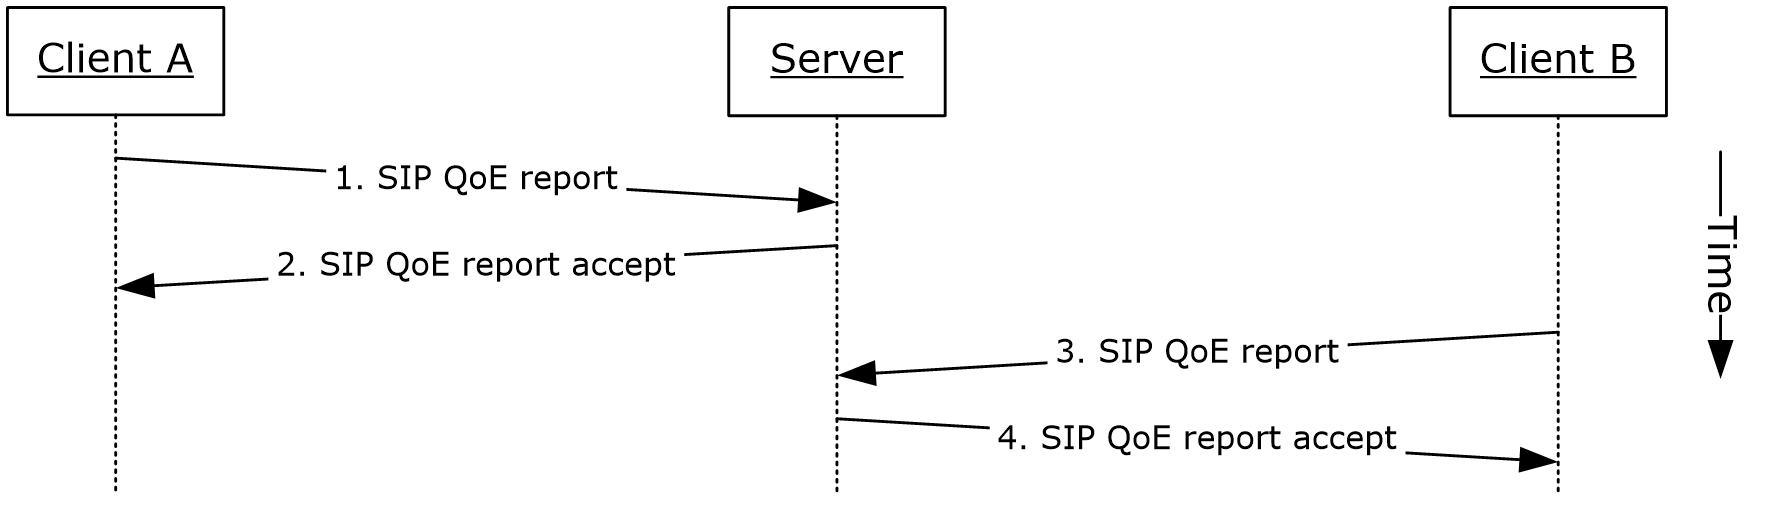 Client A
Server
Client B
1. SIP QoE report
2. SIP QoE report accept
3. SIP QoE report
4. SIP QoE report accept
Time